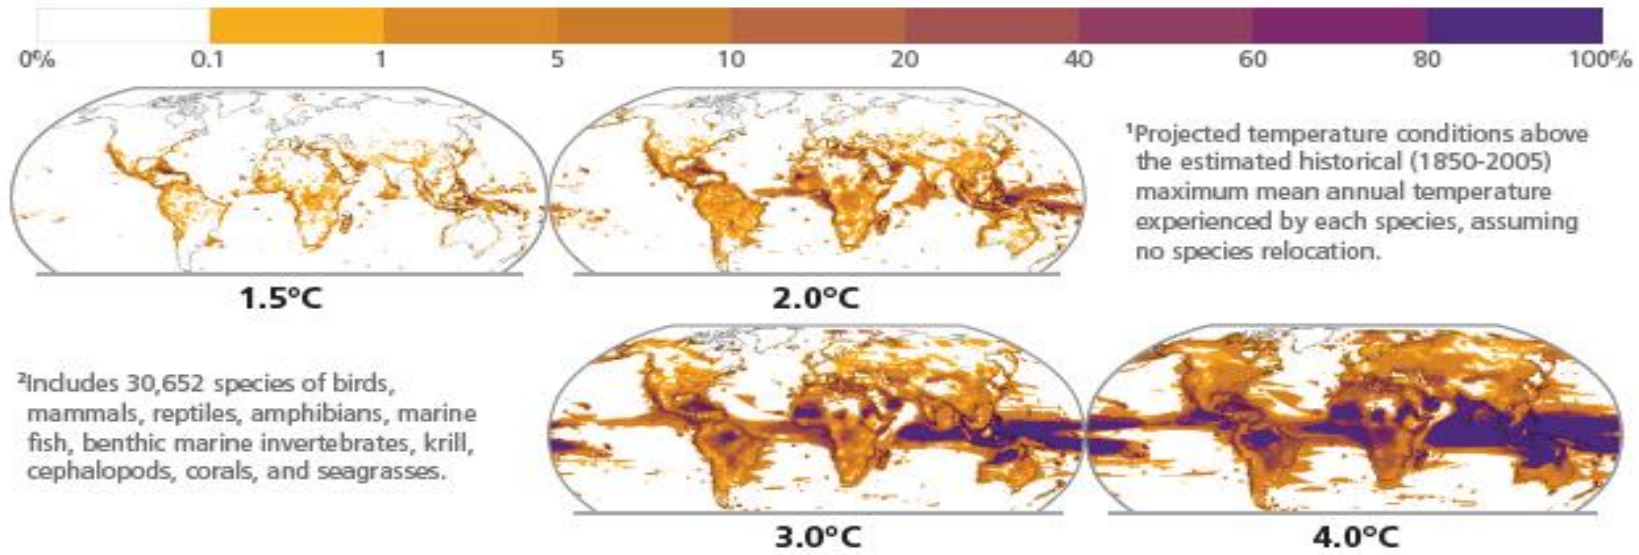 0% 0.1 1 5 10 20 40 60 80 100%
¹Projected temperature conditions above
the estimated historical (1850-2005)
maximum mean annual temperature
experienced by each species, assuming
no species relocation.
1.5°C
2.0°C
²Includes 30,652 species of birds,
mammals, reptiles, amphibians, marine
fish, benthic marine invertebrates, krill,
cephalopods, corals, and seagrasses.
3.0°C
4.0°C